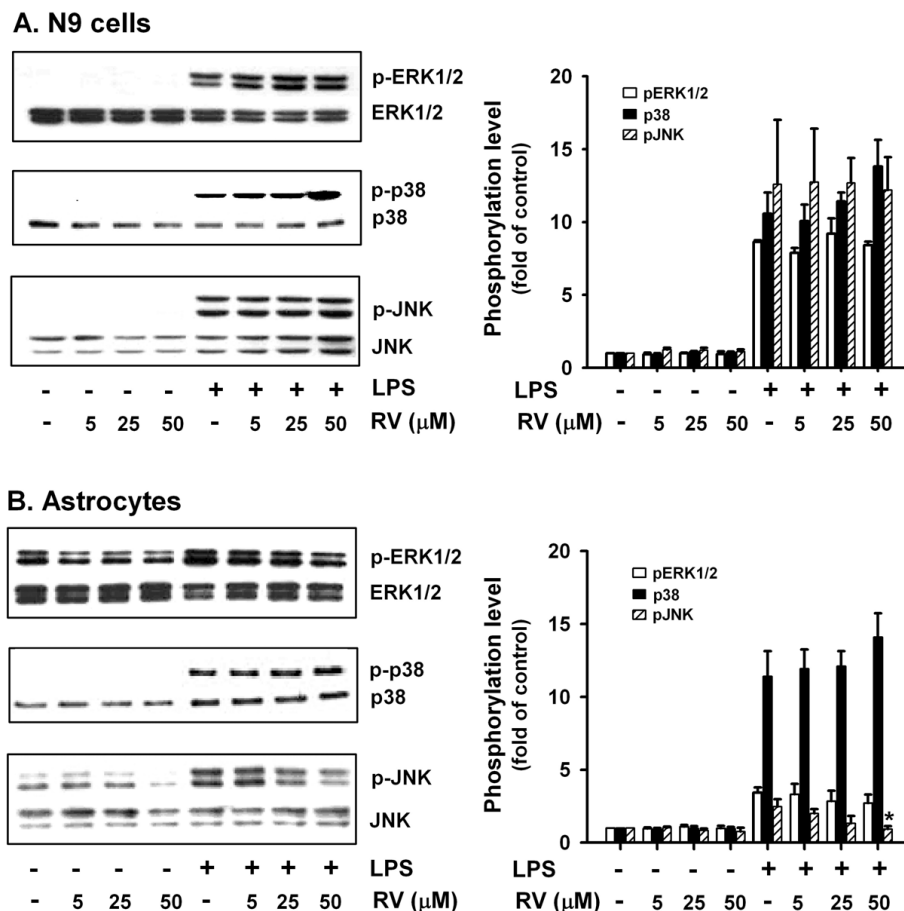 A. N9 cells
p-ERK1/2
ERK1/2
p-p38
p38
p-JNK
JNK
- - - - + + + + LPS
- 5 25 50 - 5 25 50 RV (μM)
Phosphorylation level
(fold of control)
20
15
10
5
0
pERK1/2
p38
pJNK
LPS - - - - + + + +
RV (μM) - 5 25 50 - 5 25 50
B. Astrocytes
p-ERK1/2
ERK1/2
p-p38
p38
p-JNK
JNK
- - - - + + + + LPS
- 5 25 50 - 5 25 50 RV (μM)
Phosphorylation level
(fold of control)
20
15
10
5
0
pERK1/2
p38
pJNK
*
LPS - - - - + + + +
RV (μM) - 5 25 50 - 5 25 50